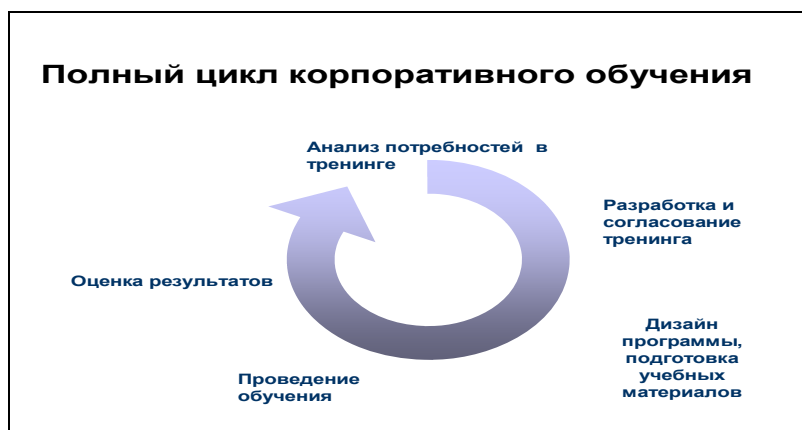 Полный цикл корпоративного обучения
Анализ потребностей в
тренинге
Разработка и
согласование
тренинга
Дизайн
программы,
подготовка
учебных
материалов
Проведение
обучения
Оценка результатов